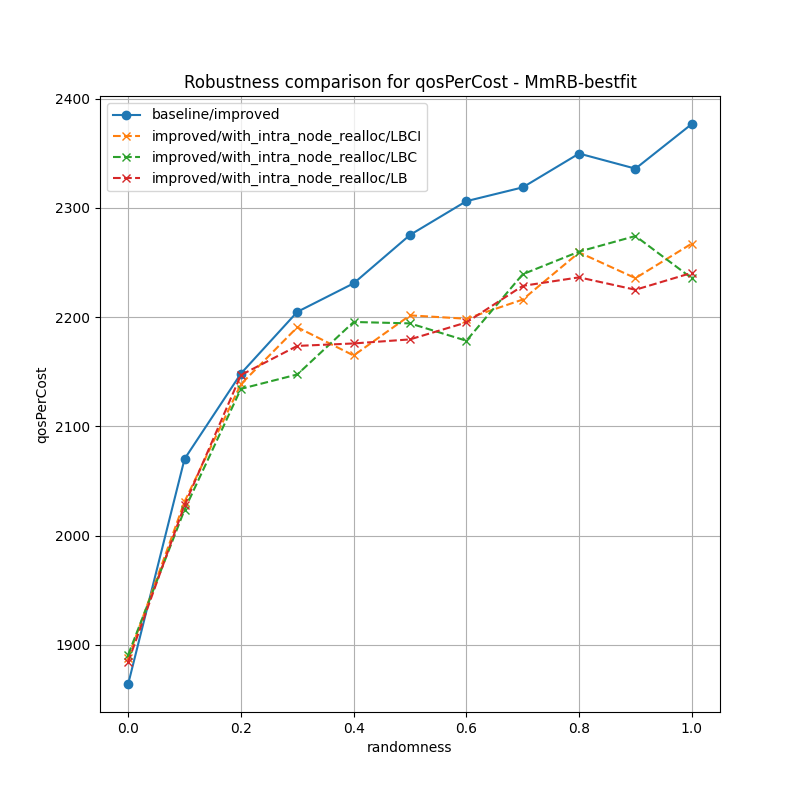 Robustness comparison for qosPerCost - MmRB-bestfit
baseline/improved
improved/with_intra_node_realloc/LBCI
improved/with_intra_node_realloc/LBC
improved/with_intra_node_realloc/LB
qosPerCost
2400
2300
2200
2100
2000
1900
0.0 0.2 0.4 0.6 0.8 1.0
randomness